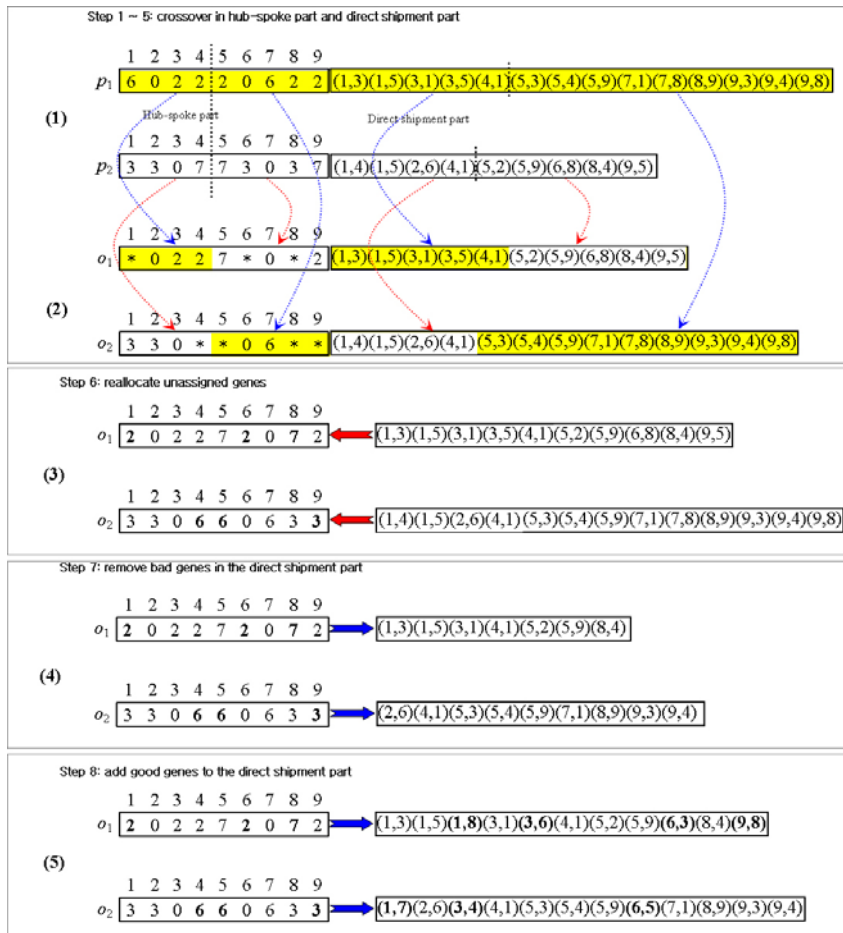 Step 1 ~ 5: crossover in hub-spoke part and direct shipment part
1 2 3 4 5 6 7 8 9
p1 6 0 2 2 2 0 6 2 2 (1,3)(1,5)(3,1)(3,5)(4,1)(5,3)(5,4)(5,9)(7,1)(7,8)(8,9)(9,3)(9,4)(9,8)
(1) Hub-spoke part Direct shipment part
1 2 3 4 5 6 7 8 9
p2 3 3 0 7 7 3 0 3 7 (1,4)(1,5)(2,6)(4,1)(5,2)(5,9)(6,8)(8,4)(9,5)
1 2 3 4 5 6 7 8 9
o1 * 0 2 2 7 * 0 * 2 (1,3)(1,5)(3,1)(3,5)(4,1)(5,2)(5,9)(6,8)(8,4)(9,5)
(2) 1 2 3 4 5 6 7 8 9
o2 3 3 0 * * 0 6 * * (1,4)(1,5)(2,6)(4,1)(5,3)(5,4)(5,9)(7,1)(7,8)(8,9)(9,3)(9,4)(9,8)
Step 6: reallocate unassigned genes
1 2 3 4 5 6 7 8 9
o1 2 0 2 2 7 2 0 7 2 (1,3)(1,5)(3,1)(3,5)(4,1)(5,2)(5,9)(6,8)(8,4)(9,5)
(3)
1 2 3 4 5 6 7 8 9
o2 3 3 0 6 6 0 6 3 3 (1,4)(1,5)(2,6)(4,1)(5,3)(5,4)(5,9)(7,1)(7,8)(8,9)(9,3)(9,4)(9,8)
Step 7: remove bad genes in the direct shipment part
1 2 3 4 5 6 7 8 9
o1 2 0 2 2 7 2 0 7 2 (1,3)(1,5)(3,1)(4,1)(5,2)(5,9)(8,4)
(4)
1 2 3 4 5 6 7 8 9
o2 3 3 0 6 6 0 6 3 3 (2,6)(4,1)(5,3)(5,4)(5,9)(7,1)(8,9)(9,3)(9,4)
Step 8: add good genes to the direct shipment part
1 2 3 4 5 6 7 8 9
o1 2 0 2 2 7 2 0 7 2 (1,3)(1,5)(1,8)(3,1)(3,6)(4,1)(5,2)(5,9)(6,3)(8,4)(9,8)
(5)
1 2 3 4 5 6 7 8 9
o2 3 3 0 6 6 0 6 3 3 (1,7)(2,6)(3,4)(4,1)(5,3)(5,4)(5,9)(6,5)(7,1)(8,9)(9,3)(9,4)